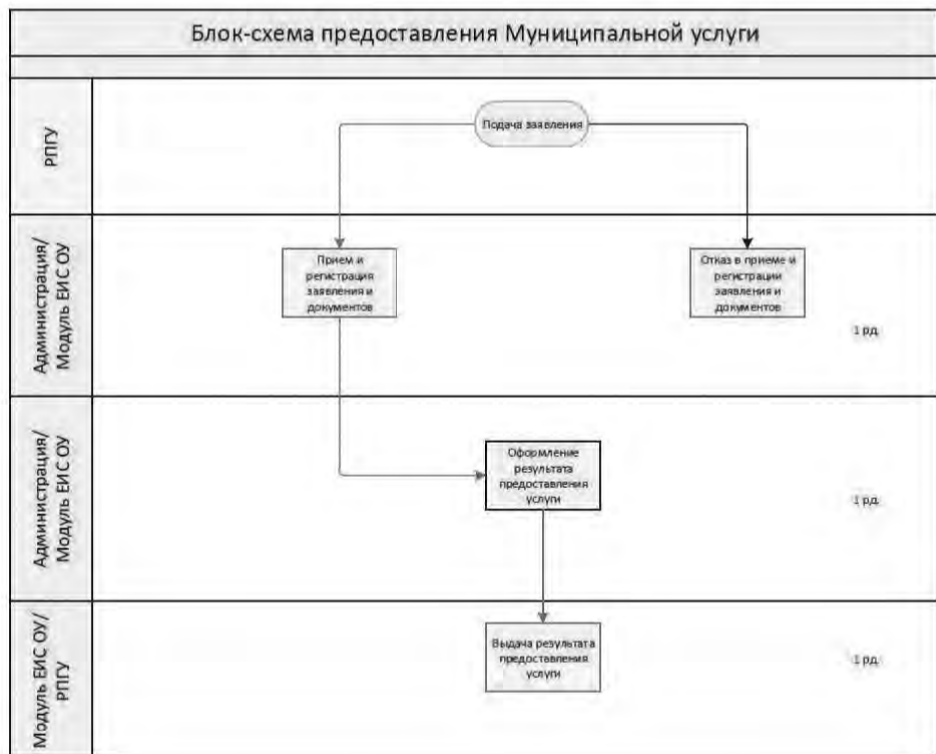 Блок-схема предоставления Муниципальной услуги
РПГУ
Подача заявления
Администрация/
Модуль ЕИС ОУ
Прием и
регистрация
заявления и
документов
Отказ в приеме и
регистрации
заявления и
документов
1 рд.
Администрация/
Модуль ЕИС ОУ
Оформление
результата
предоставления
услуги
1 рд.
Модуль ЕИС ОУ/
РПГУ
Выдача результата
предоставления
услуги
1 рд.